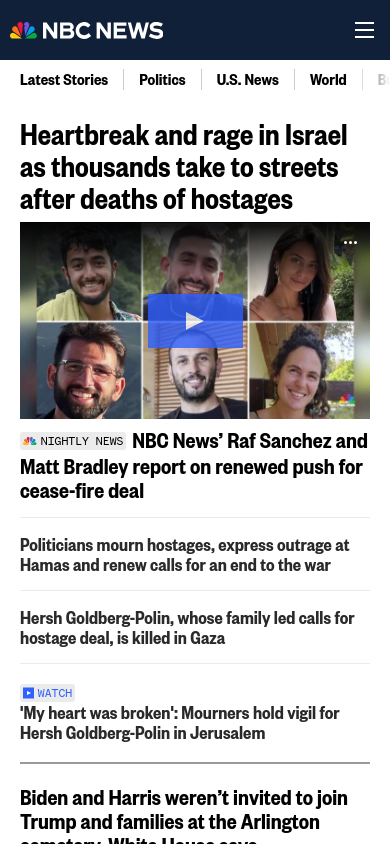 NBC NEWS
Latest Stories
Politics
U.S. News
World
Heartbreak and rage in Israel
as thousands take to streets
after deaths of hostages
NIGHTLY NEWS NBC News’ Raf Sanchez and
Matt Bradley report on renewed push for
cease-fire deal
Politicians mourn hostages, express outrage at
Hamas and renew calls for an end to the war
Hersh Goldberg-Polin, whose family led calls for
hostage deal, is killed in Gaza
WATCH
'My heart was broken': Mourners hold vigil for
Hersh Goldberg-Polin in Jerusalem
Biden and Harris weren’t invited to join
Trump and families at the Arlington
cemetery, White House says